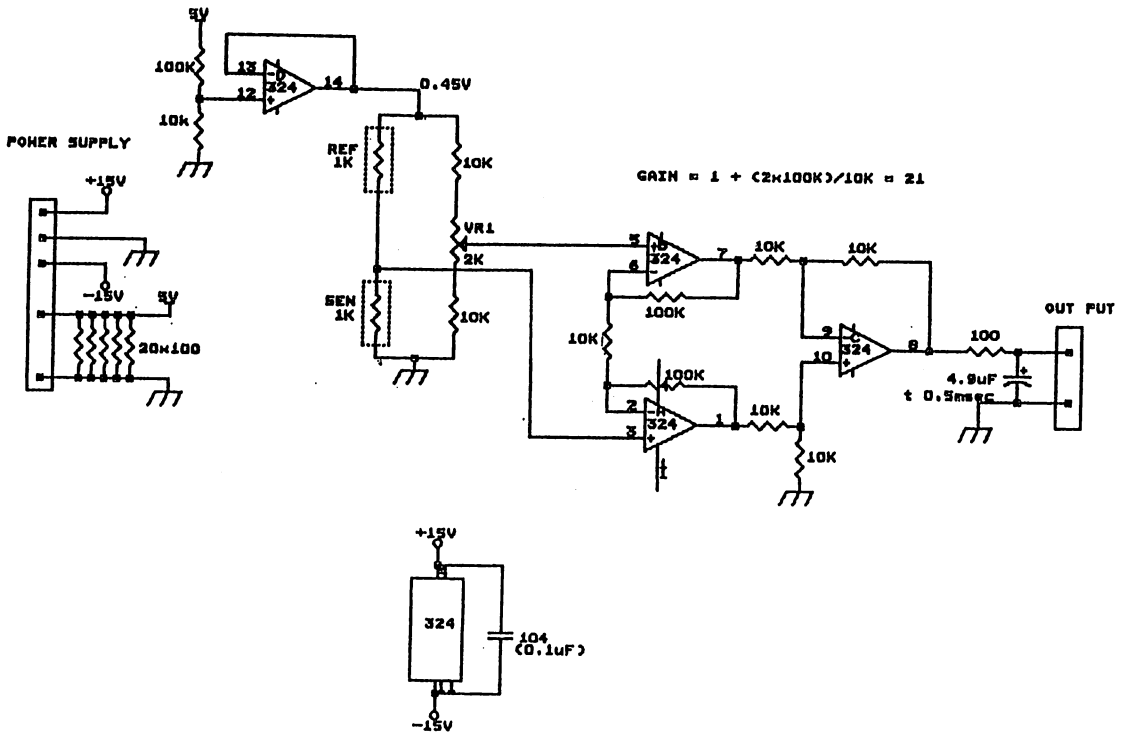 5V
100K
10K
13
12
D
324
14
0.45V
POWER SUPPLY
+15V
-15V
5V
20x100
REF
1K
SEN
1K
10K
VR1
2K
10K
GAIN = 1 + (2x100K)/10K = 21
5
6
B
324
7
100K
10K
100K
2
3
A
324
1
10K
10K
10K
10K
9
10
C
324
8
100
4.9uF
t 0.5msec
+
OUT PUT
+15V
324
104
(0.1uF)
-15V